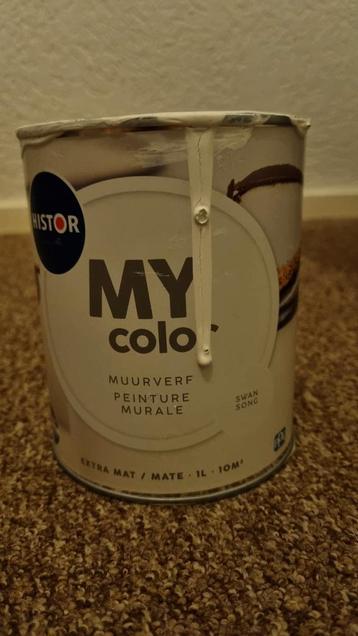 HISTOR
MY
color
MUURVERF
PEINTURE
MURALE
SWAN
SONG
EXTRA MAT / MATE · 1L · 10M²